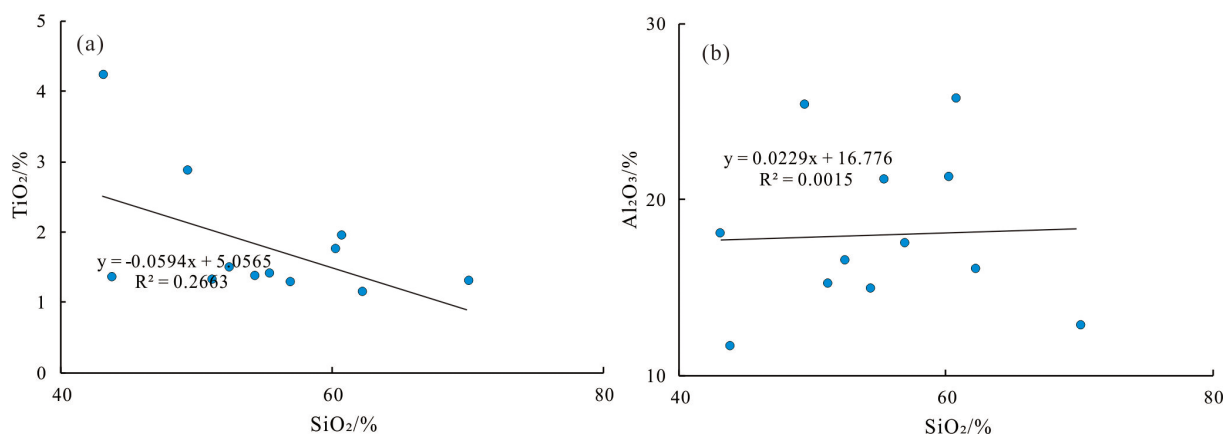 (a)
5
4
3
2
1
0
TiO₂/%
y = -0.0594x + 5.0565
R² = 0.2663
40
60
80
SiO₂/%
(b)
30
20
10
Al₂O₃/%
y = 0.0229x + 16.776
R² = 0.0015
40
60
80
SiO₂/%